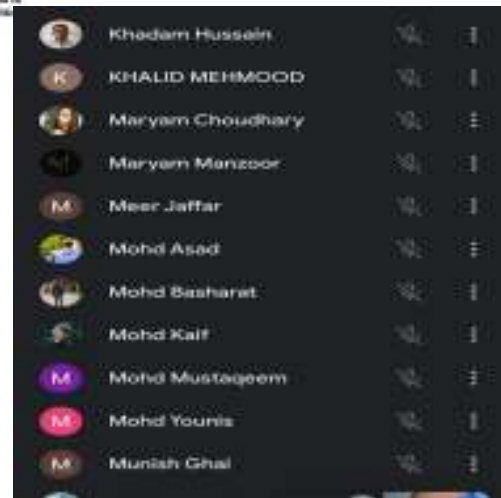 Khadam Hussain
K KHALID MEHMOOD
Maryam Choudhary
Maryam Manzoor
M Meer Jaffar
Mohd Asad
Mohd Basharat
Mohd Kaif
M Mohd Mustaqeem
M Mohd Younis
M Munish Ghai